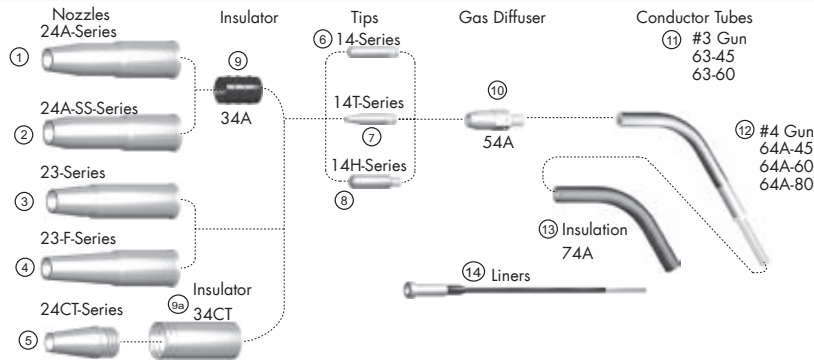 Nozzles
24A-Series
1
24A-SS-Series
2
23-Series
3
23-F-Series
4
24CT-Series
5
Insulator
9
34A
Insulator
9a 34CT
Tips
6 14-Series
14T-Series
7
14H-Series
8
Gas Diffuser
10
54A
Conductor Tubes
11 #3 Gun
63-45
63-60
12 #4 Gun
64A-45
64A-60
64A-80
13 Insulation
74A
14 Liners